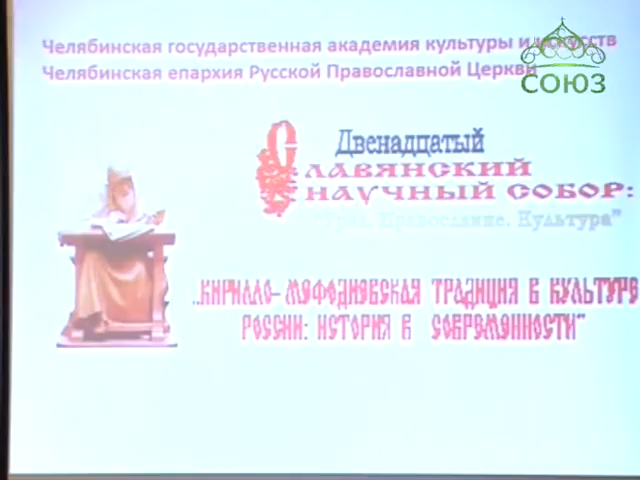 Челябинская государственная академия культуры и искусств
Челябинская епархия Русской Православной Церкви
СОЮЗ
Двенадцатый
Славянский
научный собор:
Православие. Культура"
„Кирилло-Мефодиевская традиция в культуре
России: история и современности"